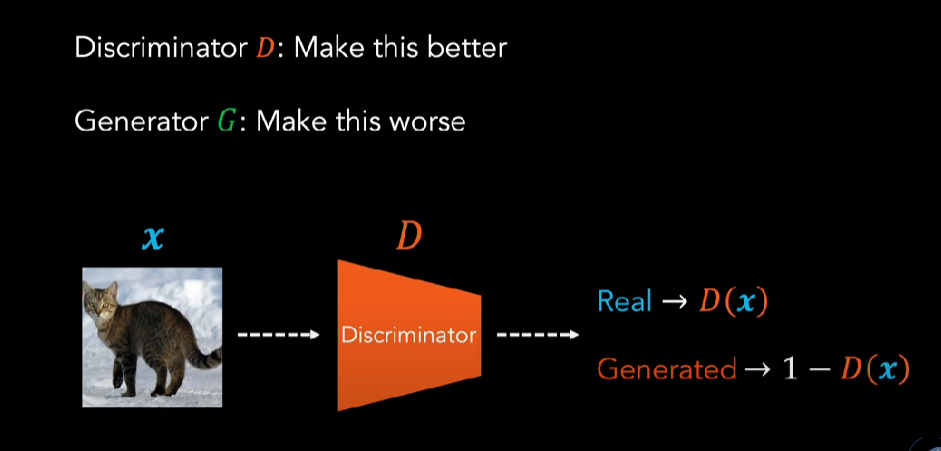 Discriminator D: Make this better
Generator G: Make this worse
x
D
Discriminator
Real → D(x)
Generated → 1 − D(x)